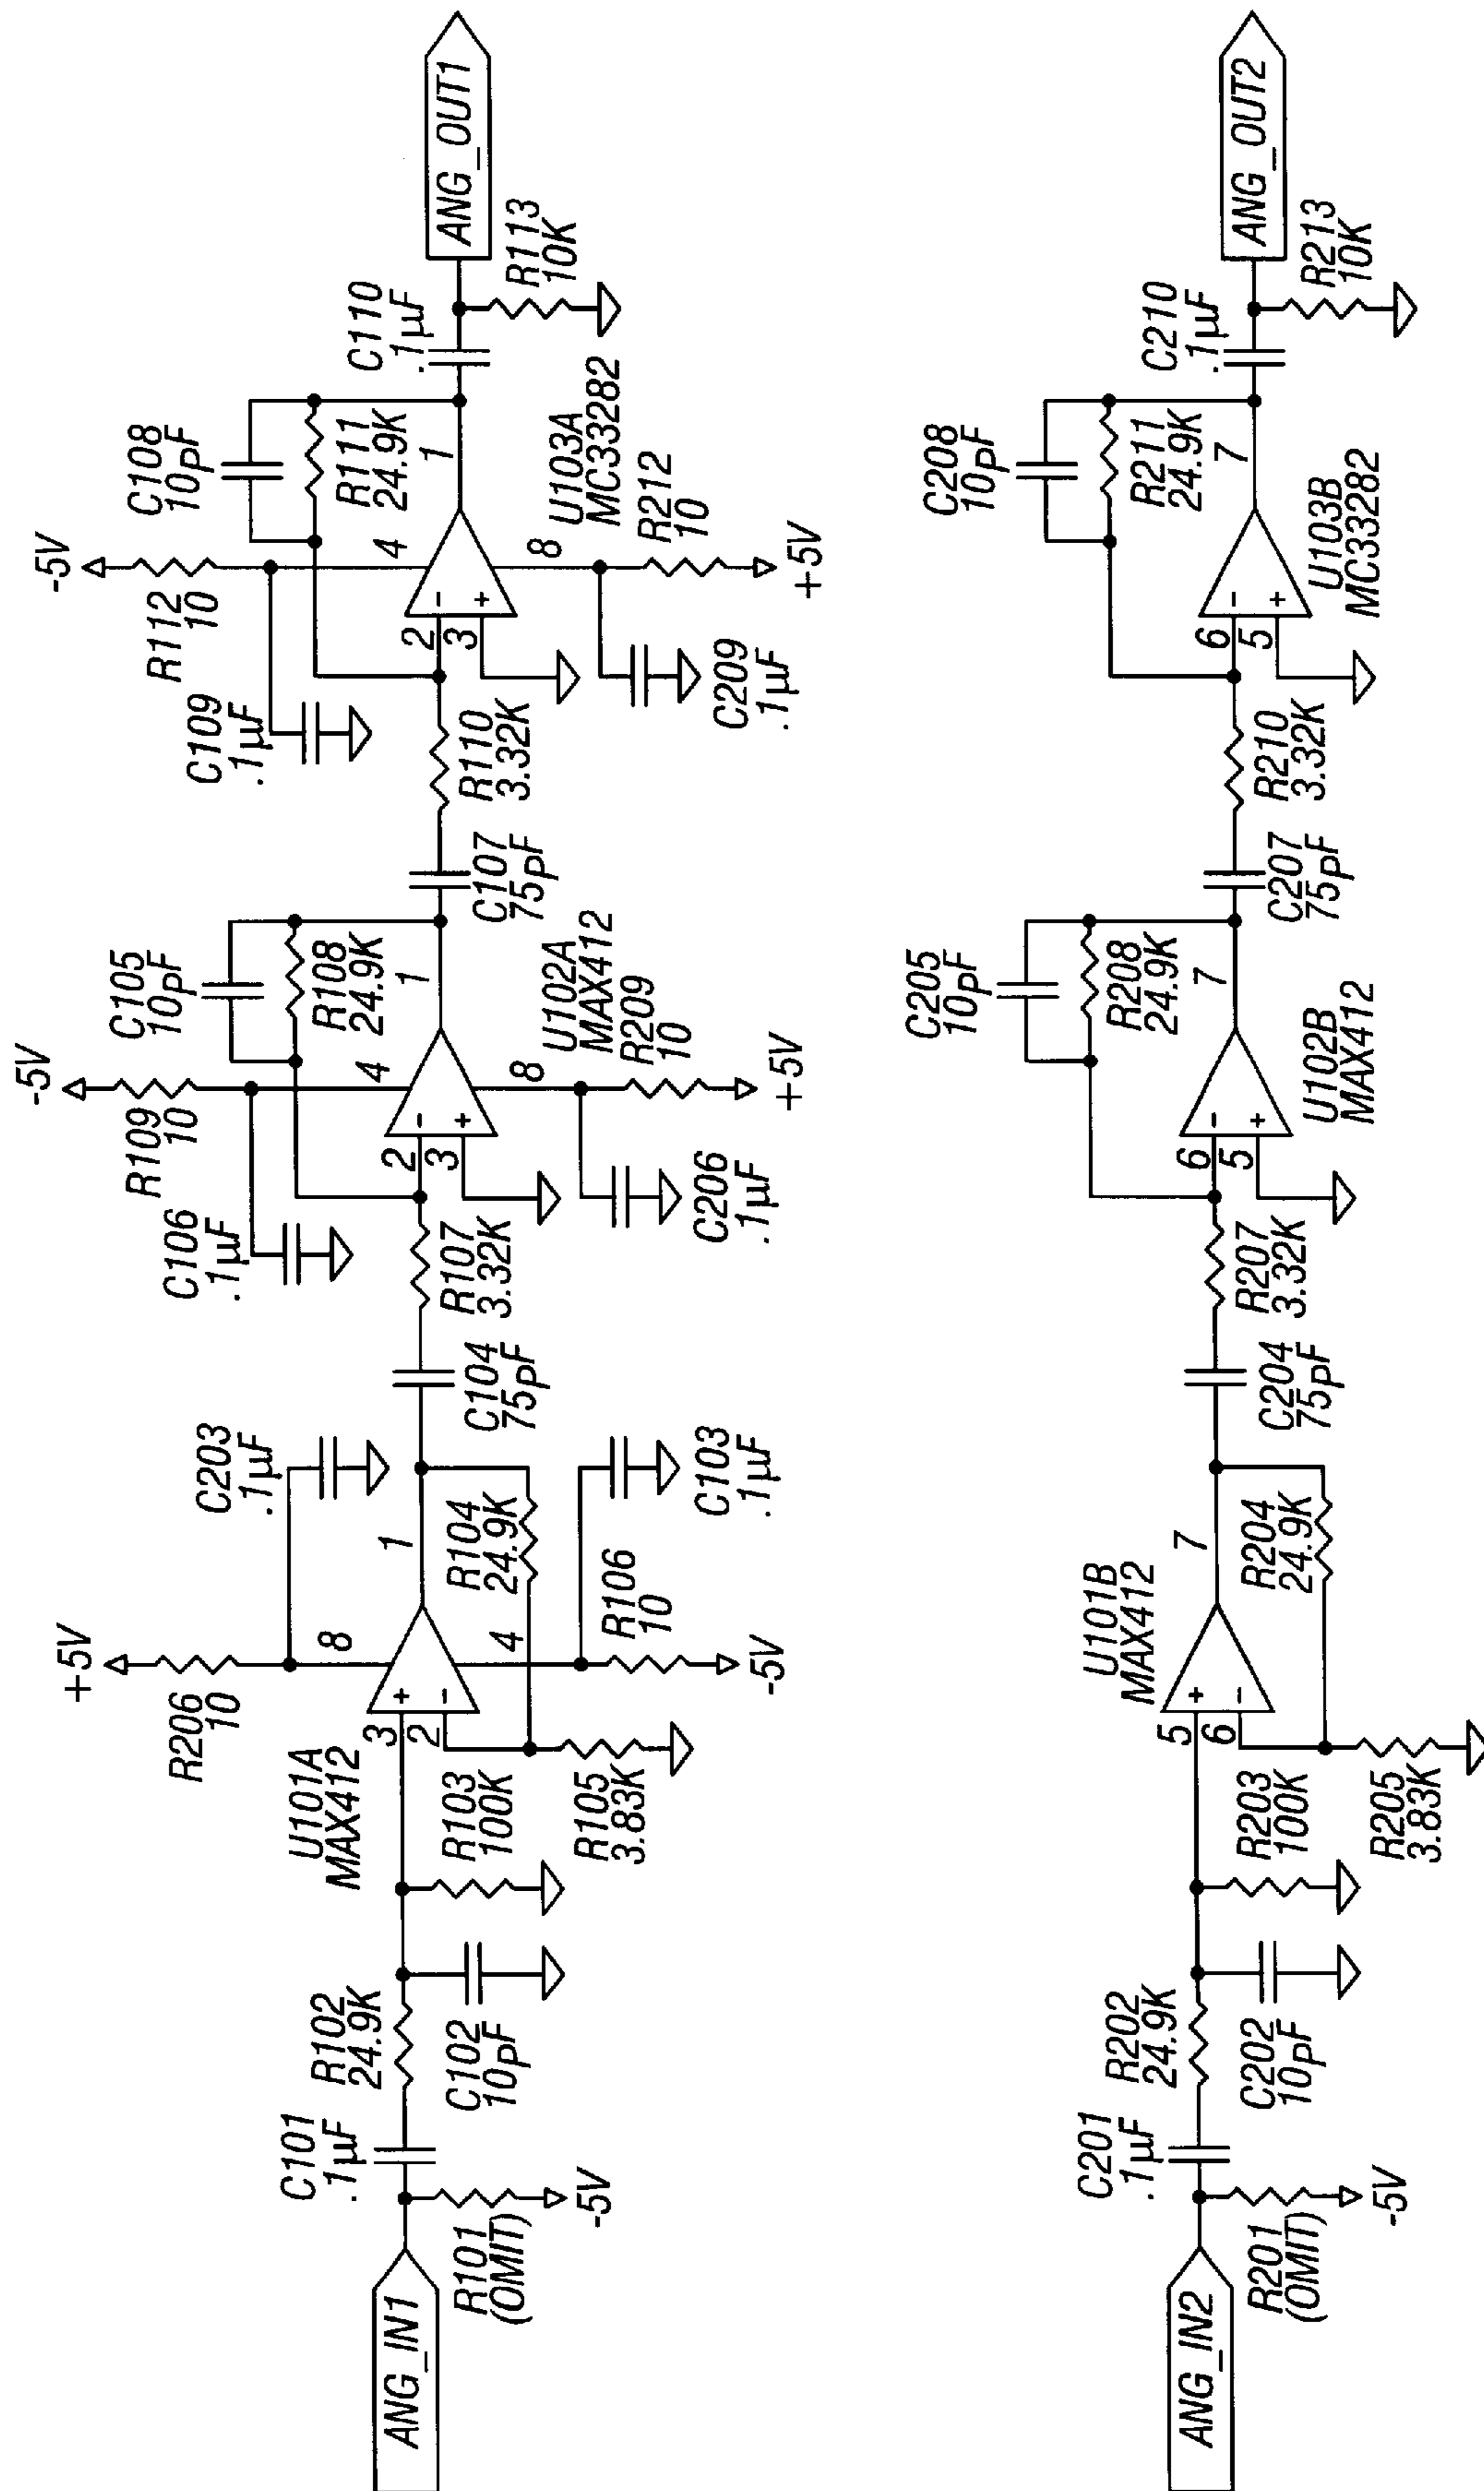 ANG_IN1
R101
(OMIT)
-5V
C101
.1µF
R102
24.9K
C102
10pF
R103
100K
U101A
MAX412
3
2
+
-
8
4
1
R105
3.83K
R206
10
+5V
C203
.1µF
R104
24.9K
R106
10
-5V
C103
.1µF
C104
75pF
R107
3.32K
C106
.1µF
R109
10
-5V
2
3
-
+
4
8
1
C105
10pF
R108
24.9K
U102A
MAX412
R209
10
+5V
C206
.1µF
C107
75pF
R110
3.32K
C109
.1µF
R112
10
-5V
2
3
-
+
4
8
1
C108
10pF
R111
24.9K
U103A
MC33282
R212
10
+5V
C209
.1µF
C110
.1µF
R113
10K
ANG_OUT1
ANG_IN2
R201
(OMIT)
-5V
C201
.1µF
R202
24.9K
C202
10pF
R203
100K
U101B
MAX412
5
6
+
-
7
R205
3.83K
R204
24.9K
C204
75pF
R207
3.32K
6
5
-
+
7
C205
10pF
R208
24.9K
U102B
MAX412
C207
75pF
R210
3.32K
6
5
-
+
7
C208
10pF
R211
24.9K
U103B
MC33282
C210
.1µF
R213
10K
ANG_OUT2